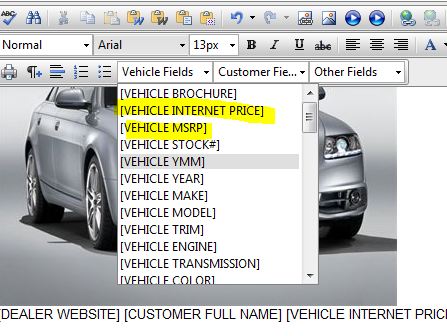 ABC
Normal Arial 13px B I U abc
Vehicle Fields Customer Fie... Other Fields
[VEHICLE BROCHURE]
[VEHICLE INTERNET PRICE]
[VEHICLE MSRP]
[VEHICLE STOCK#]
[VEHICLE YMM]
[VEHICLE YEAR]
[VEHICLE MAKE]
[VEHICLE MODEL]
[VEHICLE TRIM]
[VEHICLE ENGINE]
[VEHICLE TRANSMISSION]
[VEHICLE COLOR]
[DEALER WEBSITE] [CUSTOMER FULL NAME] [VEHICLE INTERNET PRIC